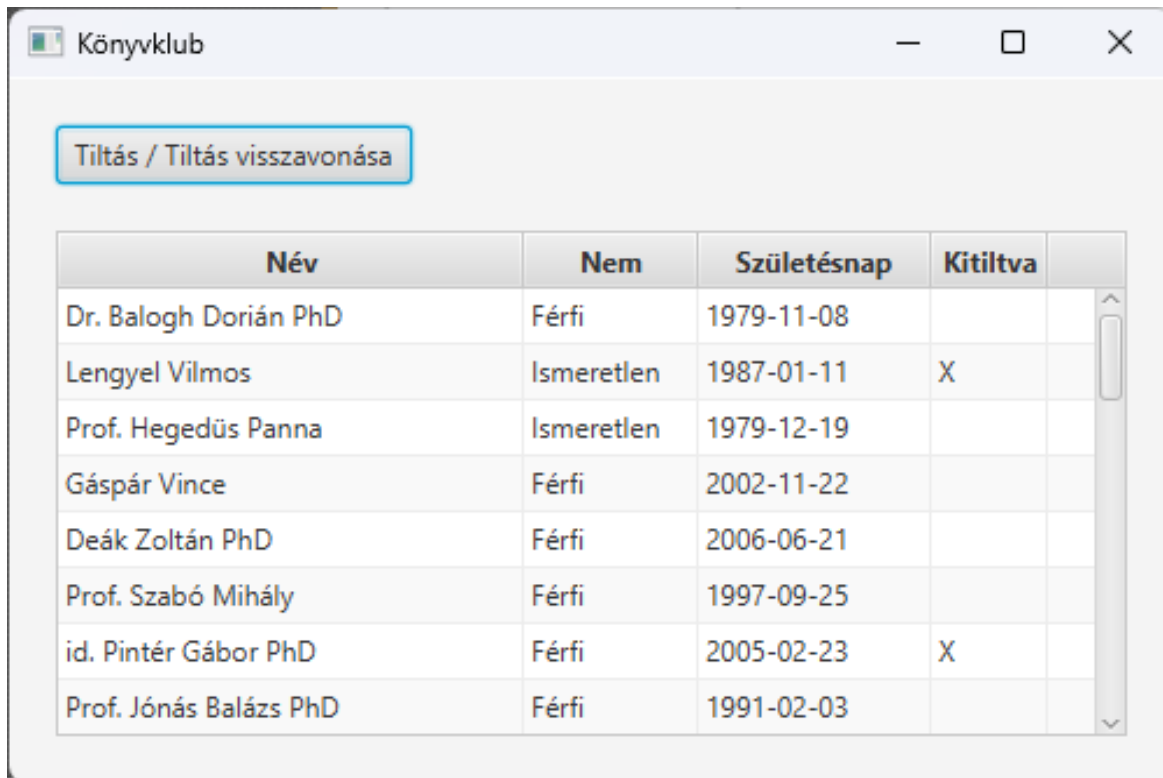 Könyvklub
Tiltás / Tiltás visszavonása
Név Nem Születésnap Kitiltva
Dr. Balogh Dorián PhD Férfi 1979-11-08
Lengyel Vilmos Ismeretlen 1987-01-11 X
Prof. Hegedüs Panna Ismeretlen 1979-12-19
Gáspár Vince Férfi 2002-11-22
Deák Zoltán PhD Férfi 2006-06-21
Prof. Szabó Mihály Férfi 1997-09-25
id. Pintér Gábor PhD Férfi 2005-02-23 X
Prof. Jónás Balázs PhD Férfi 1991-02-03